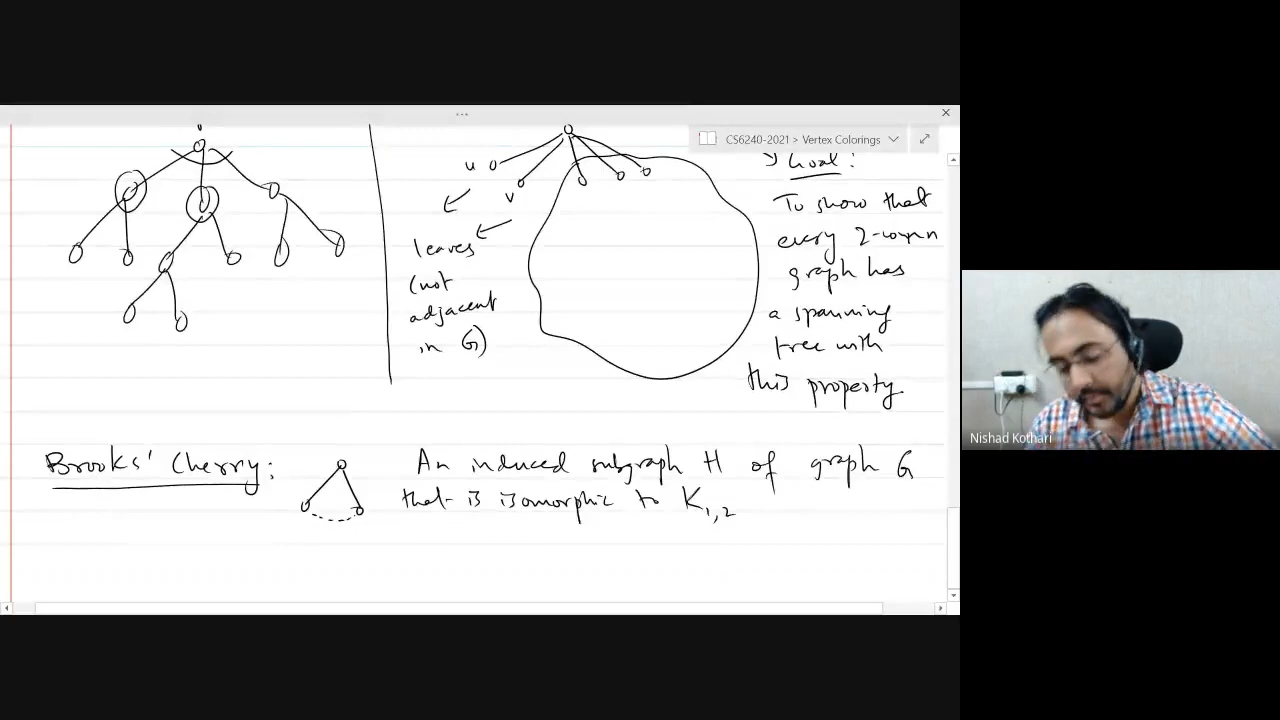 CS6240-2021 > Vertex Colorings
Goal:
To show that
every 2-conn
graph has
a spanning
tree with
this property
u
v
leaves
(not
adjacent
in G)
Brooks' Cherry:
An induced subgraph H of graph G
that is isomorphic to K1,2
Nishad Kothari